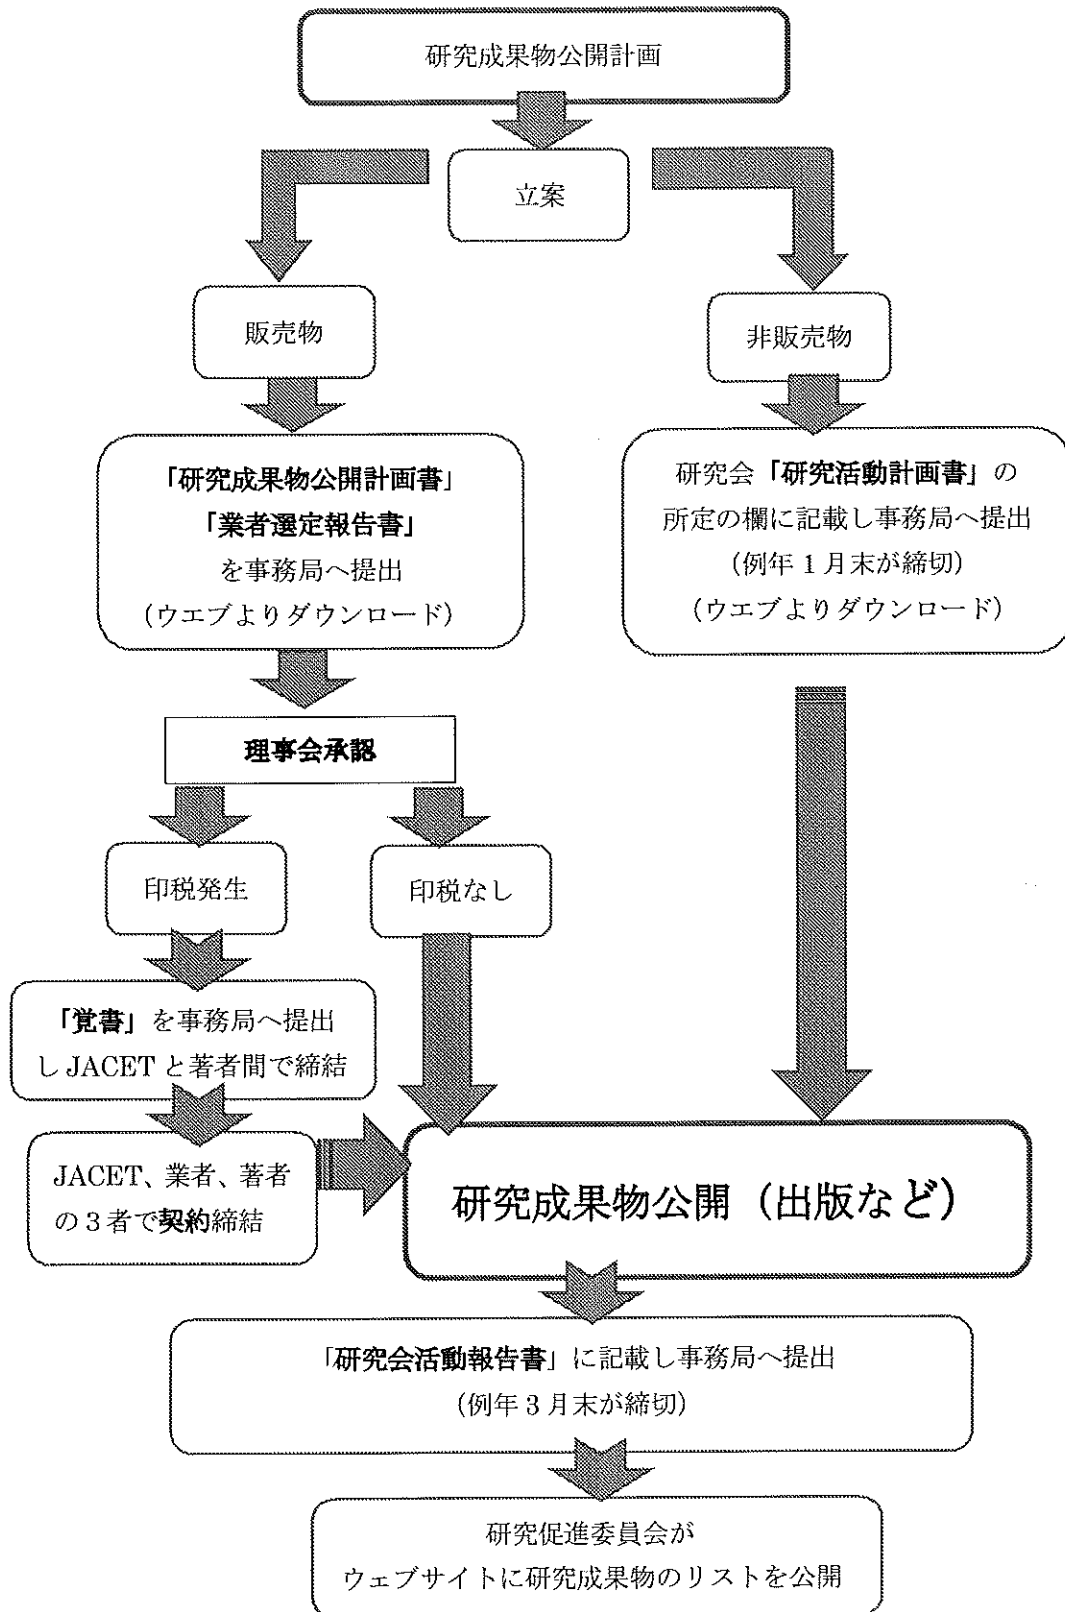 研究成果物公開計画
立案
販売物
非販売物
「研究成果物公開計画書」
「業者選定報告書」
を事務局へ提出
（ウエブよりダウンロード）
研究会「研究活動計画書」の
所定の欄に記載し事務局へ提出
（例年 1 月末が締切）
（ウエブよりダウンロード）
理事会承認
印税発生
印税なし
「覚書」を事務局へ提出
し JACET と著者間で締結
JACET、業者、著者
の 3 者で契約締結
研究成果物公開（出版など）
「研究会活動報告書」に記載し事務局へ提出
（例年 3 月末が締切）
研究促進委員会が
ウェブサイトに研究成果物のリストを公開